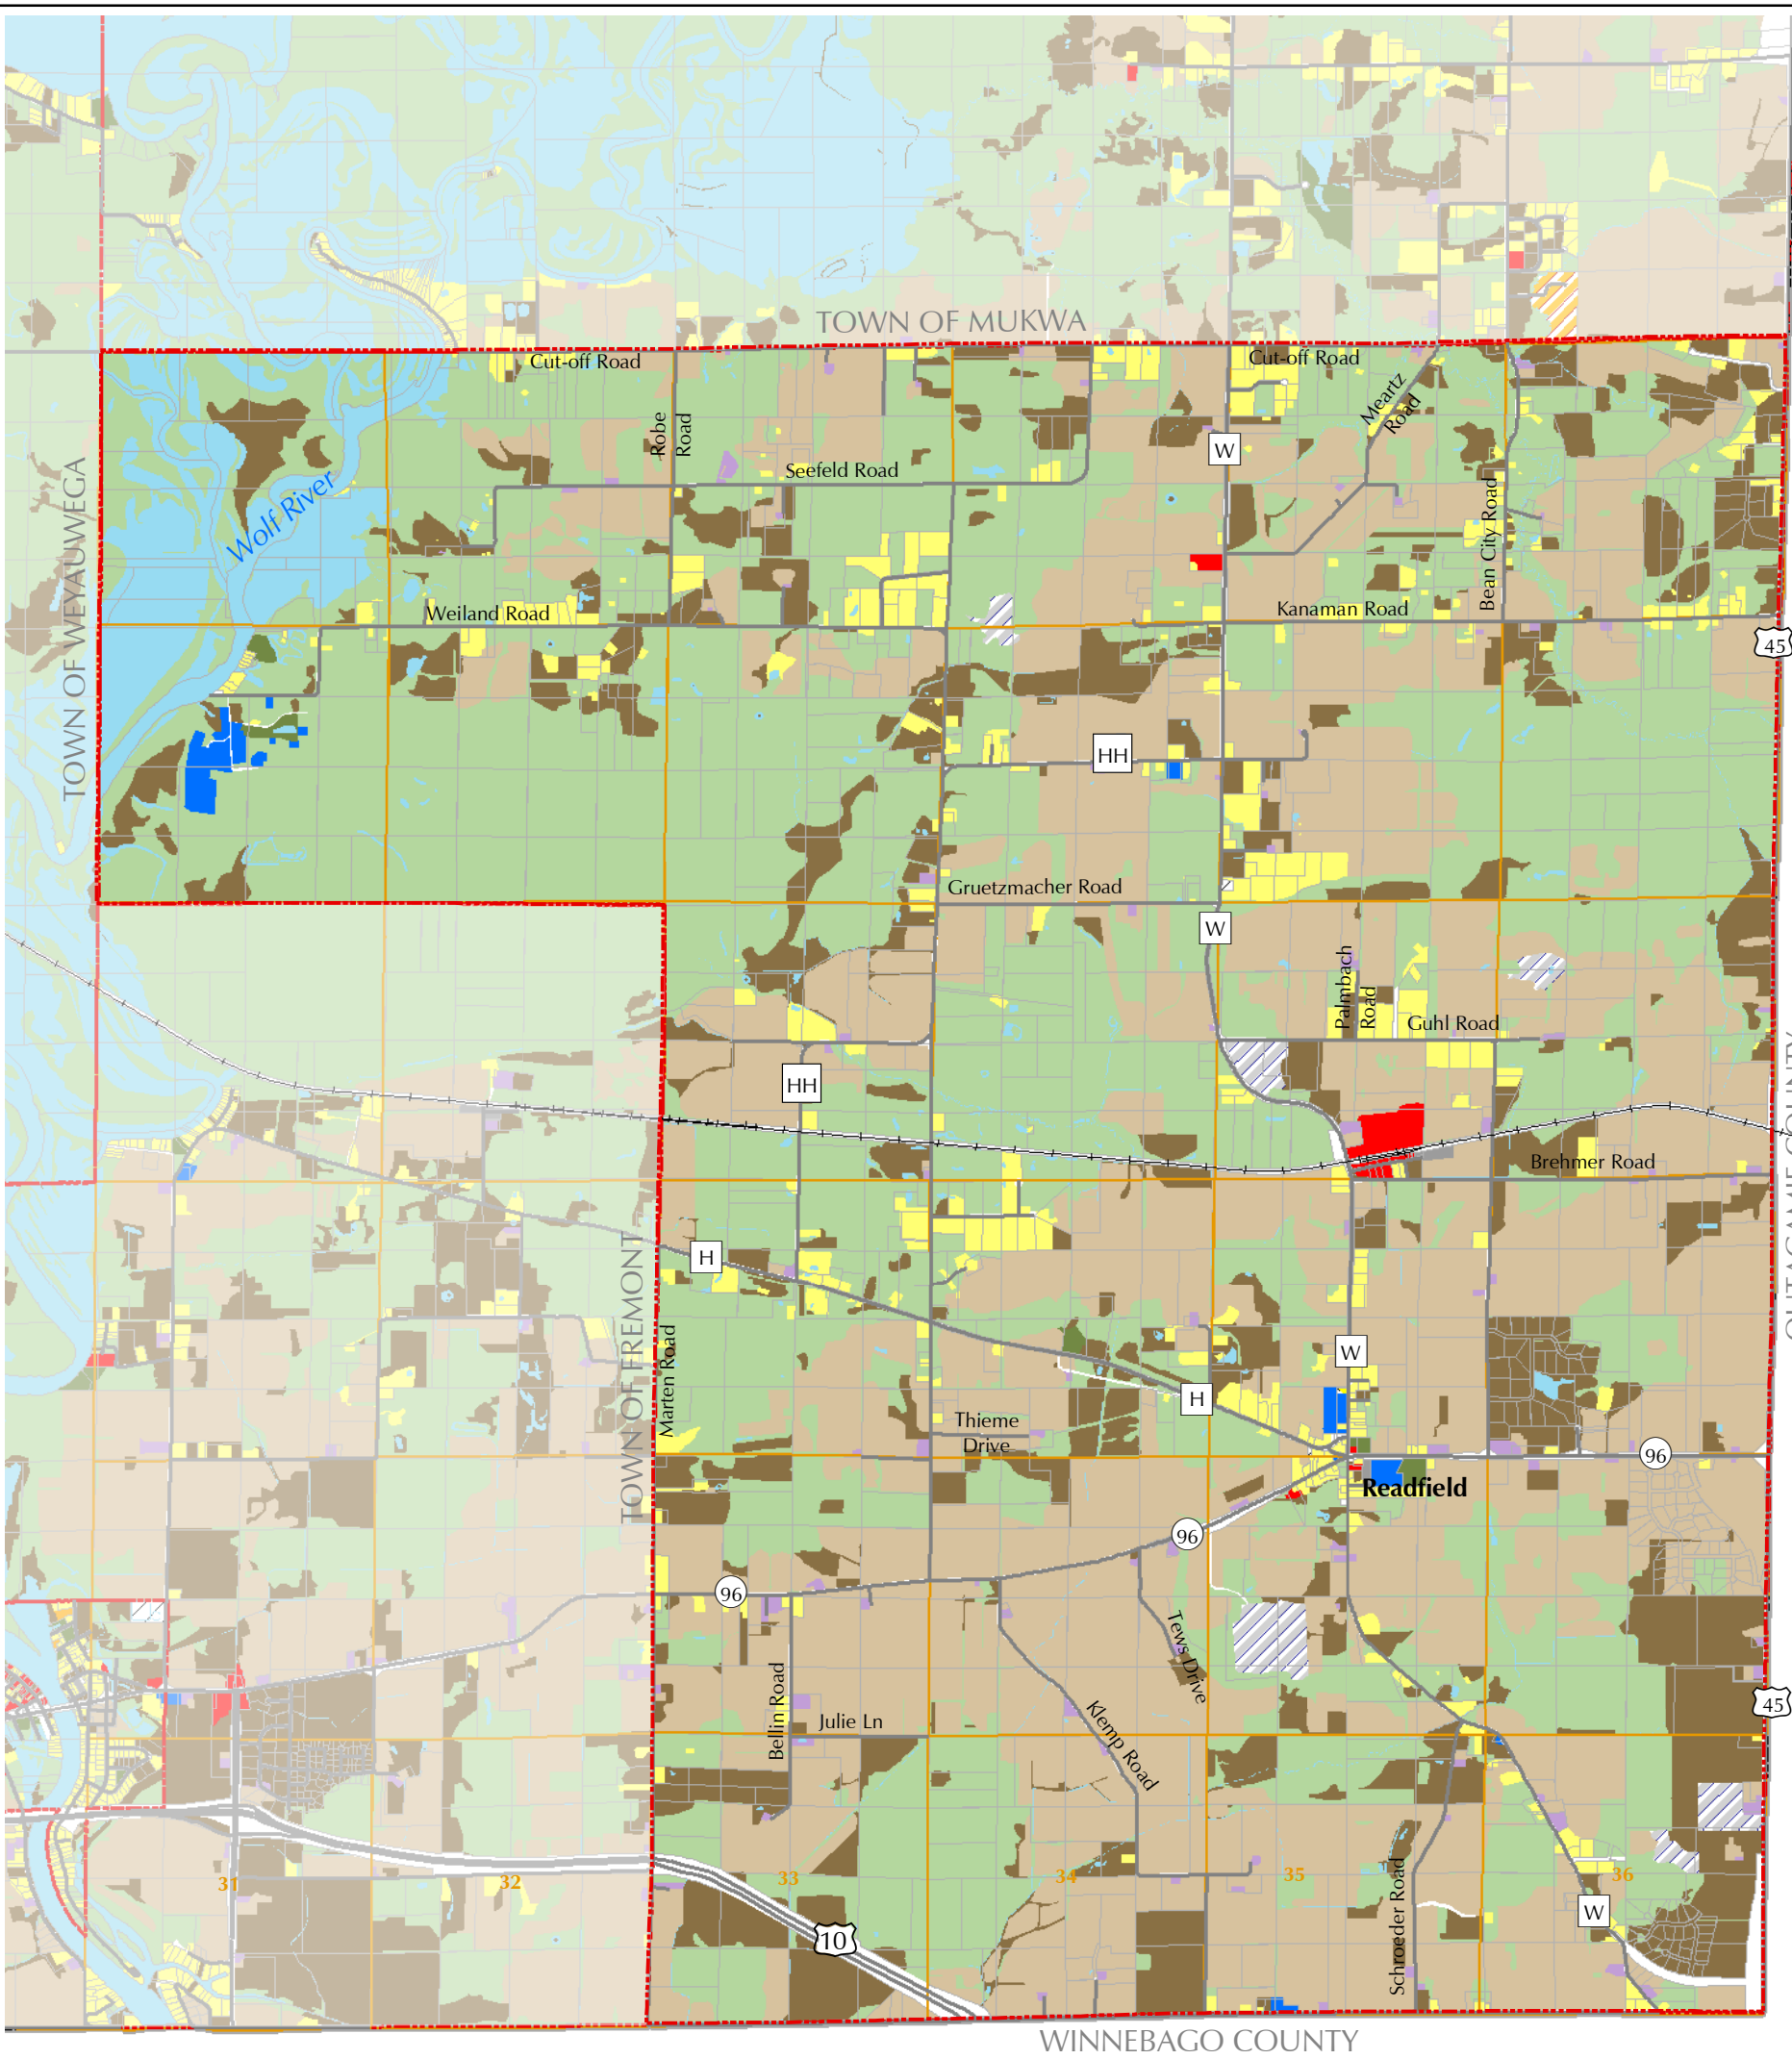 TOWN OF MUKWA
Cut-off Road
Cut-off Road
Meartz
Road
Robe
Road
W
Seefeld Road
Wolf River
TOWN OF WEYAUWEGA
Bean City Road
Weiland Road
Kanaman Road
45
HH
Gruetzmacher Road
W
Palmbach
Road
Guhl Road
HH
OUTAGAMIE COUNTY
Brehmer Road
H
TOWN OF FREMONT
Marten Road
W
H
Thieme
Drive
96
Readfield
96
96
Tews Drive
Bellin Road
Klemp Road
45
Julie Ln
31
32
33
34
35
36
Schroeder Road
W
10
WINNEBAGO COUNTY